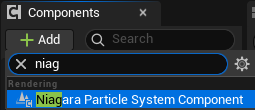 Components
Add
Search
niag
Rendering
Niagara Particle System Component